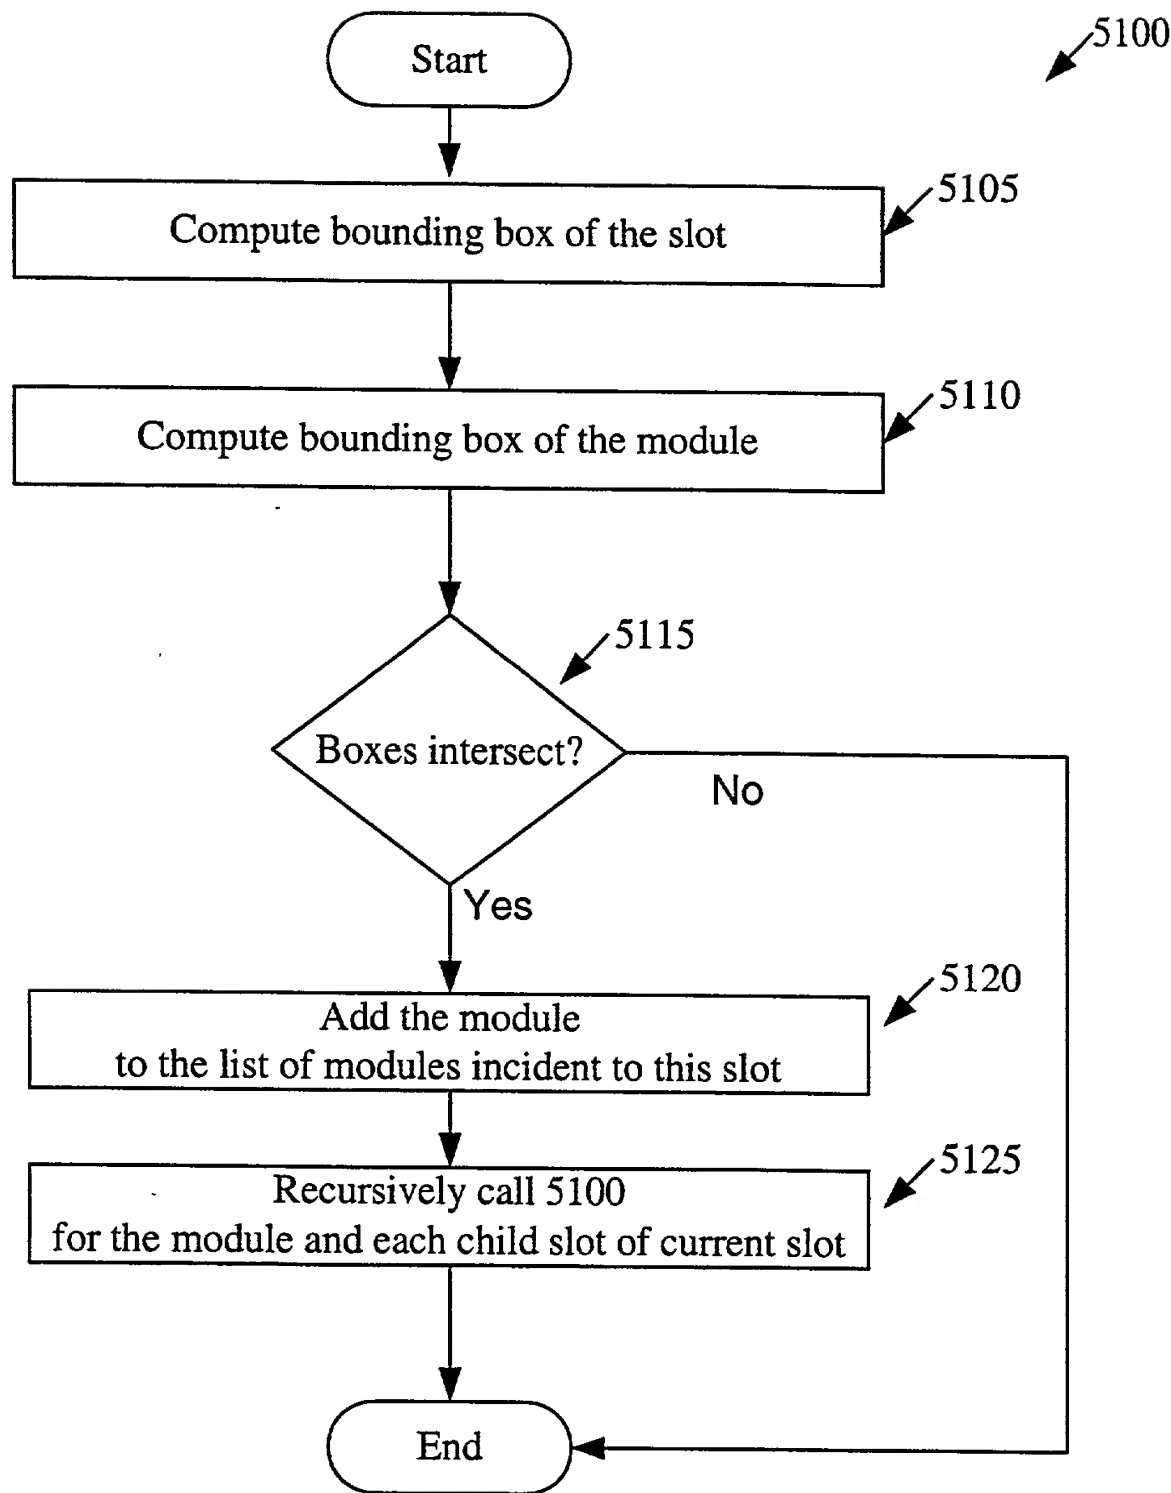 Start
5100
Compute bounding box of the slot
5105
Compute bounding box of the module
5110
Boxes intersect?
5115
No
Yes
Add the module
to the list of modules incident to this slot
5120
Recursively call 5100
for the module and each child slot of current slot
5125
End